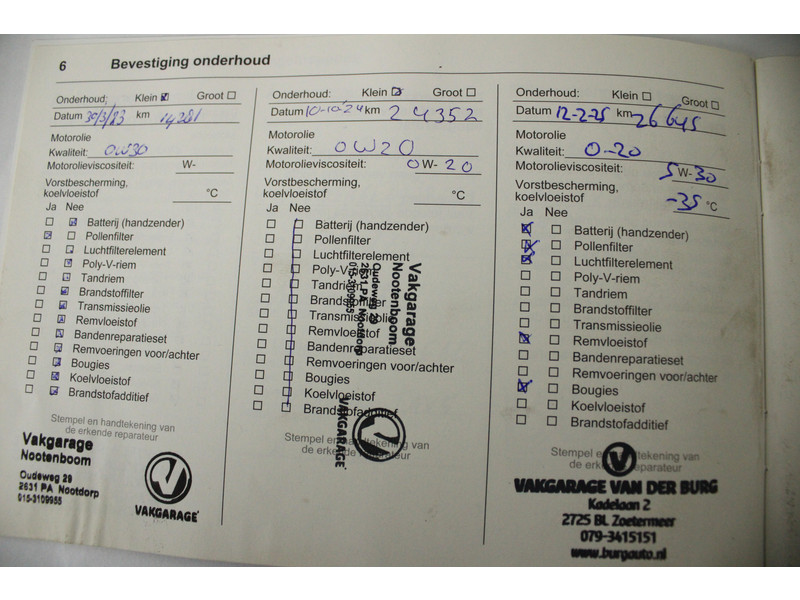 6 Bevestiging onderhoud
Onderhoud: Klein Groot
Datum 30/3/23 km 14281
Motorolie
Kwaliteit: 0W30
Motorolieviscositeit: W-
Vorstbescherming,
koelvloeistof °C
Ja Nee
Batterij (handzender)
Pollenfilter
Luchtfilterelement
Poly-V-riem
Tandriem
Brandstoffilter
Transmissieolie
Remvloeistof
Bandenreparatieset
Remvoeringen voor/achter
Bougies
Koelvloeistof
Brandstofadditief
Stempel en handtekening van
de erkende reparateur
Vakgarage
Nootenboom
Oudeweg 29
2631 PA Nootdorp
015-3109955
VAKGARAGE
Onderhoud: Klein Groot
Datum 10-10-'24 km 24352
Motorolie
Kwaliteit: 0W20
Motorolieviscositeit: 0W-20
Vorstbescherming,
koelvloeistof °C
Ja Nee
Batterij (handzender)
Pollenfilter
Luchtfilterelement
Poly-V-riem
Tandriem
Brandstoffilter
Transmissieolie
Remvloeistof
Bandenreparatieset
Remvoeringen voor/achter
Bougies
Koelvloeistof
Brandstofadditief
Stempel en handtekening van
de erkende reparateur
Vakgarage
Nootenboom
Oudeweg 29
2631 PA Nootdorp
015-3109955
VAKGARAGE
Onderhoud: Klein Groot
Datum 12-2-25 km 26645
Motorolie
Kwaliteit: 0-20
Motorolieviscositeit: 5W-30
Vorstbescherming,
koelvloeistof -35 °C
Ja Nee
Batterij (handzender)
Pollenfilter
Luchtfilterelement
Poly-V-riem
Tandriem
Brandstoffilter
Transmissieolie
Remvloeistof
Bandenreparatieset
Remvoeringen voor/achter
Bougies
Koelvloeistof
Brandstofadditief
Stempel en handtekening van
de erkende reparateur
VAKGARAGE VAN DER BURG
Kadelaan 2
2725 BL Zoetermeer
079-3415151
www.burgauto.nl